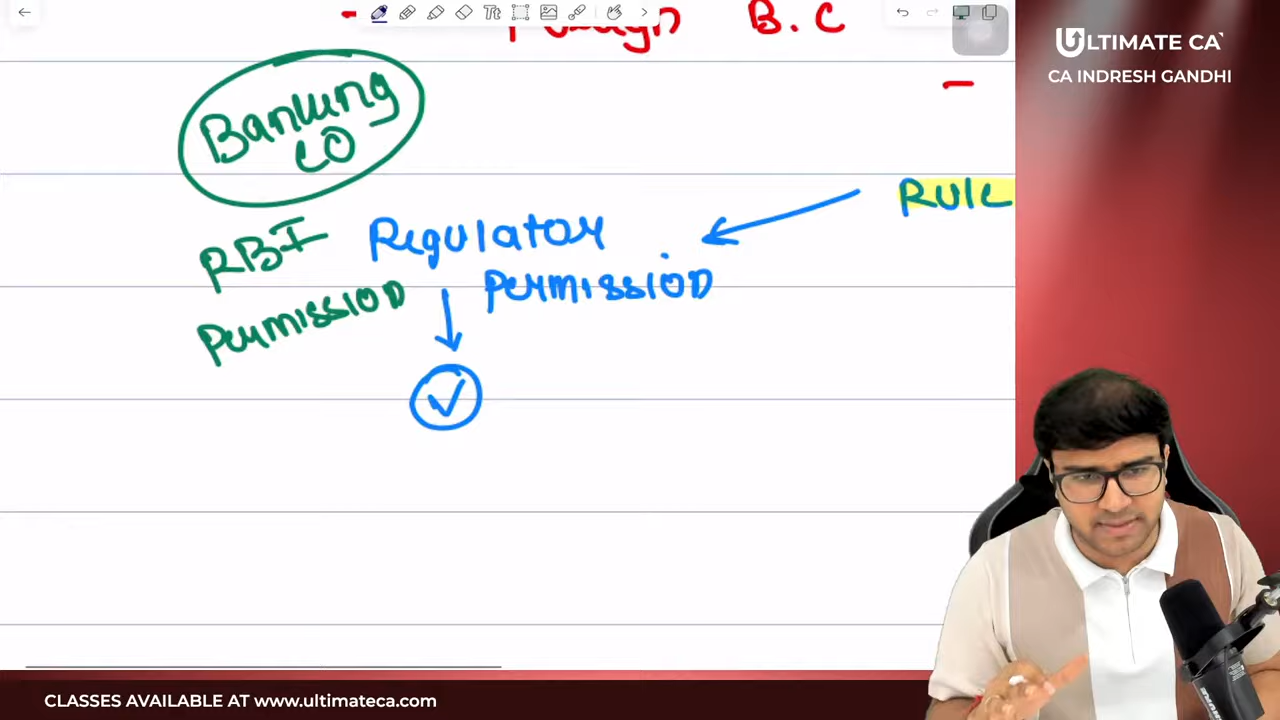 B.C
ULTIMATE CA
CA INDRESH GANDHI
Banking
CO
RULE
RBI Regulator
Permission
Permission
CLASSES AVAILABLE AT www.ultimateca.com